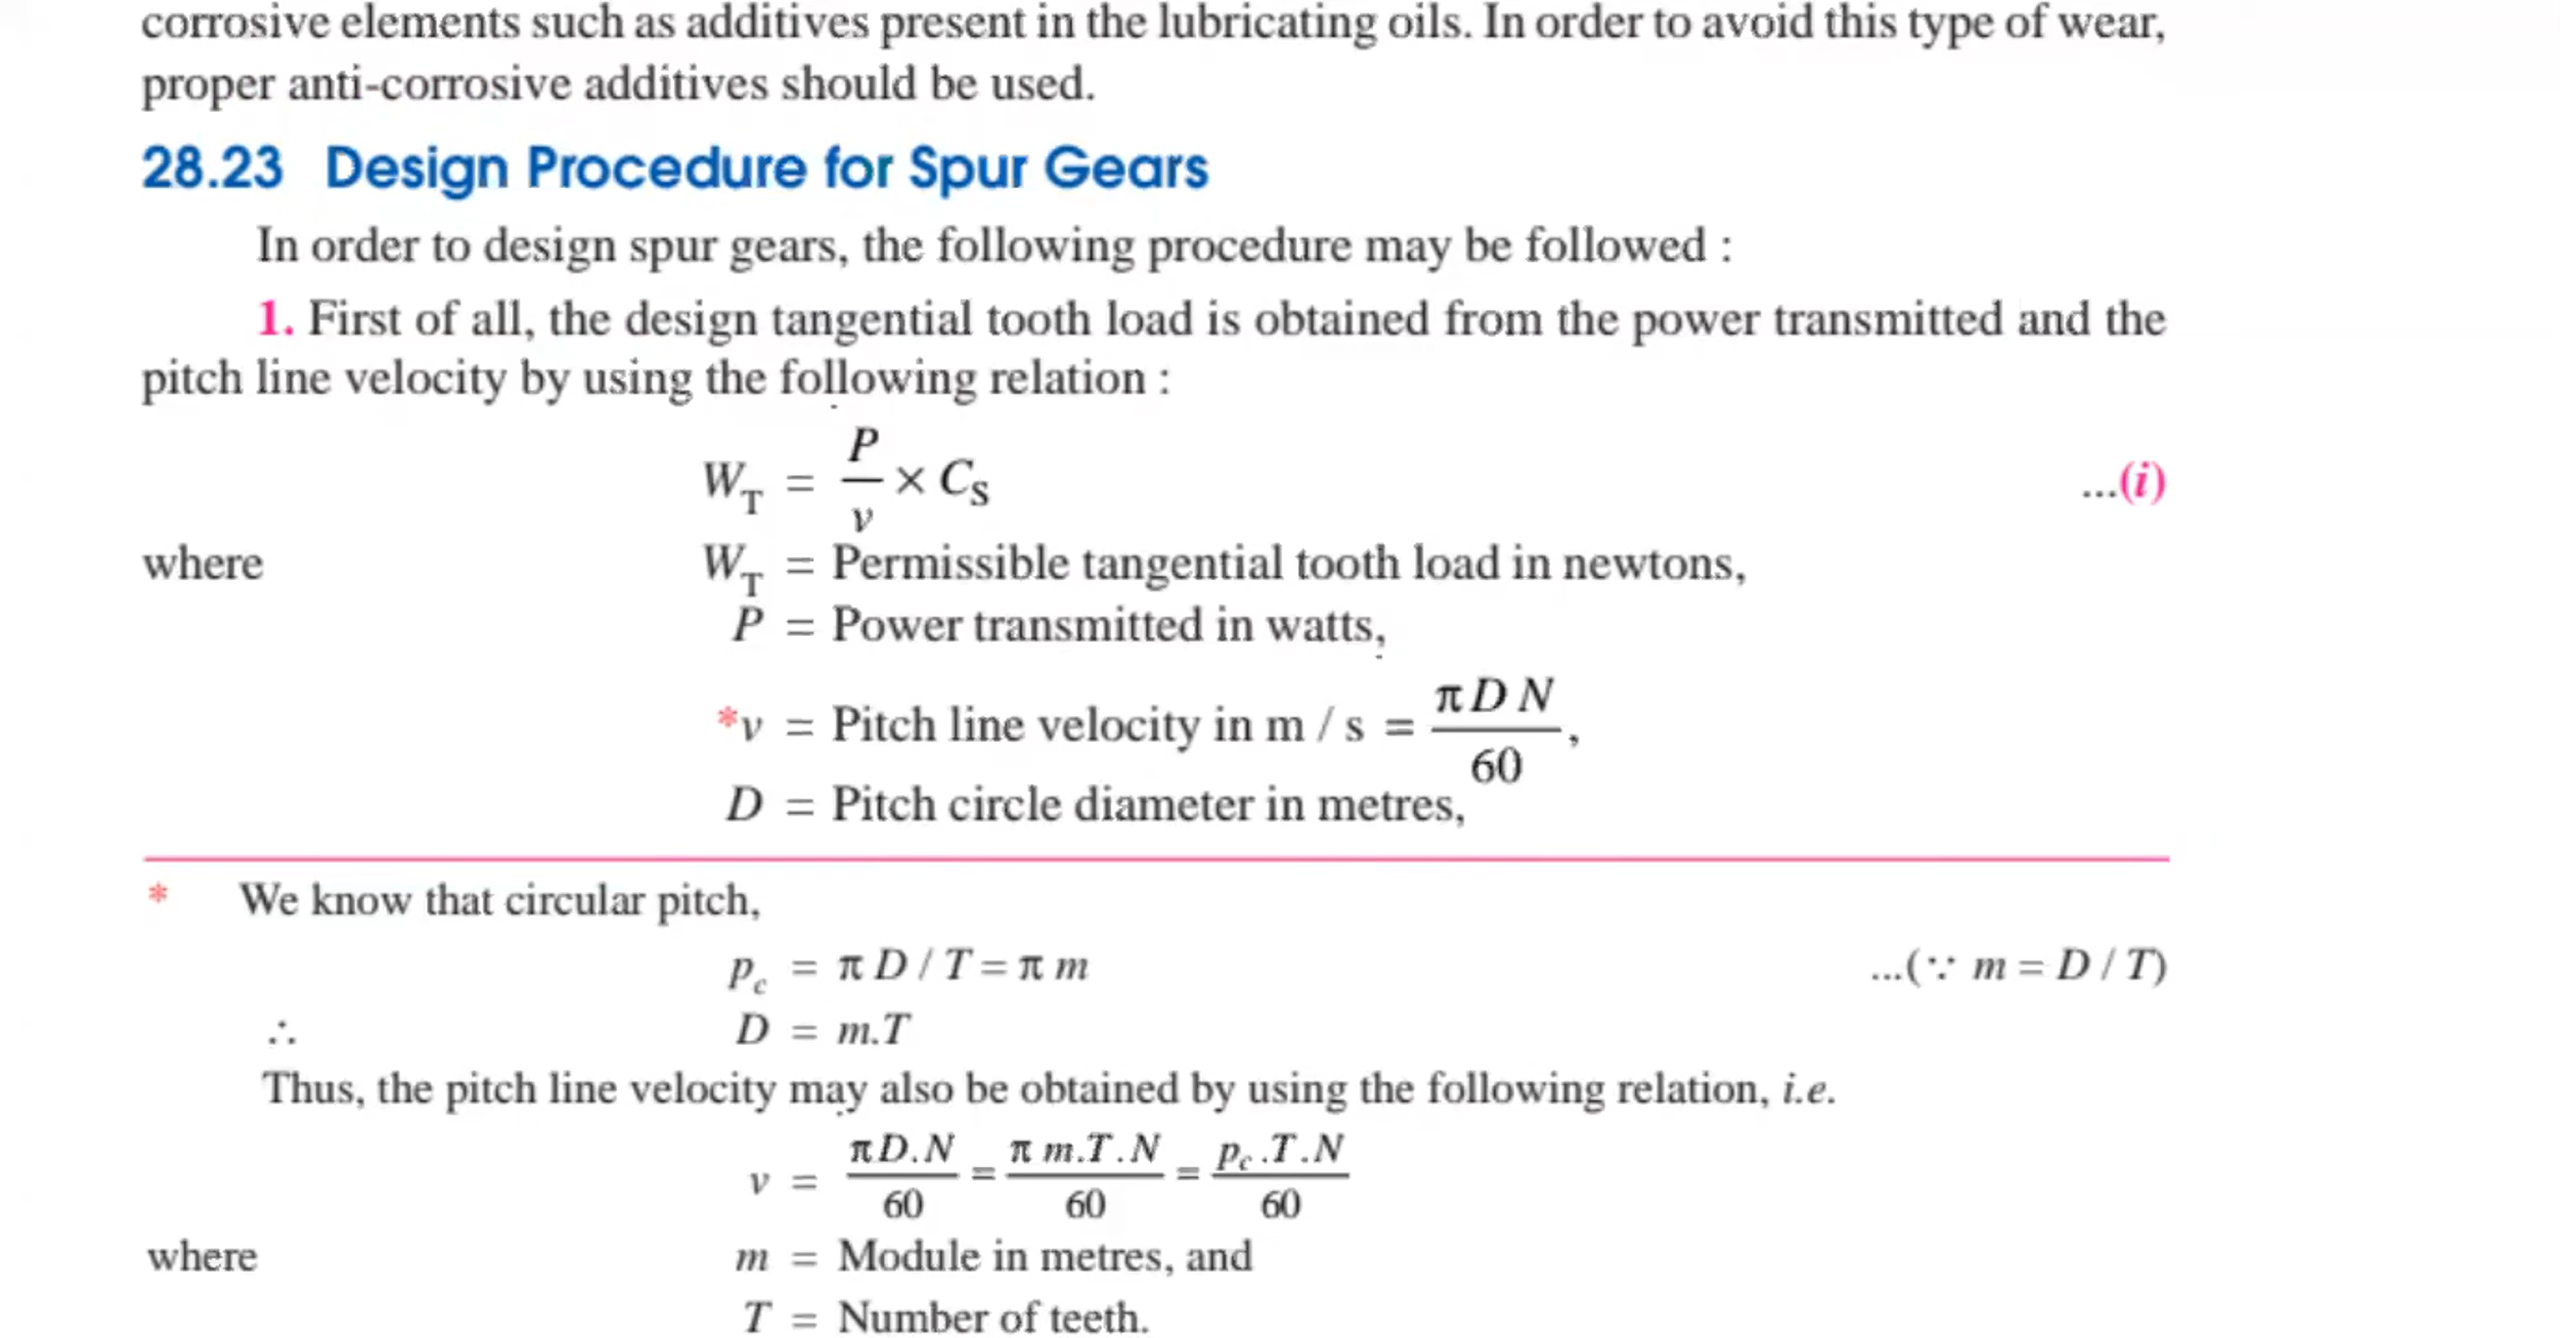 corrosive elements such as additives present in the lubricating oils. In order to avoid this type of wear,
proper anti-corrosive additives should be used.
28.23 Design Procedure for Spur Gears
In order to design spur gears, the following procedure may be followed :
1. First of all, the design tangential tooth load is obtained from the power transmitted and the
pitch line velocity by using the following relation :
W_T = P/v × C_S ...(i)
where W_T = Permissible tangential tooth load in newtons,
P = Power transmitted in watts,
*v = Pitch line velocity in m / s = π D N / 60,
D = Pitch circle diameter in metres,
* We know that circular pitch,
p_c = π D / T = π m ...(∵ m = D / T)
∴ D = m.T
Thus, the pitch line velocity may also be obtained by using the following relation, i.e.
v = πD.N/60 = π m.T.N/60 = p_c.T.N/60
where m = Module in metres, and
T = Number of teeth.